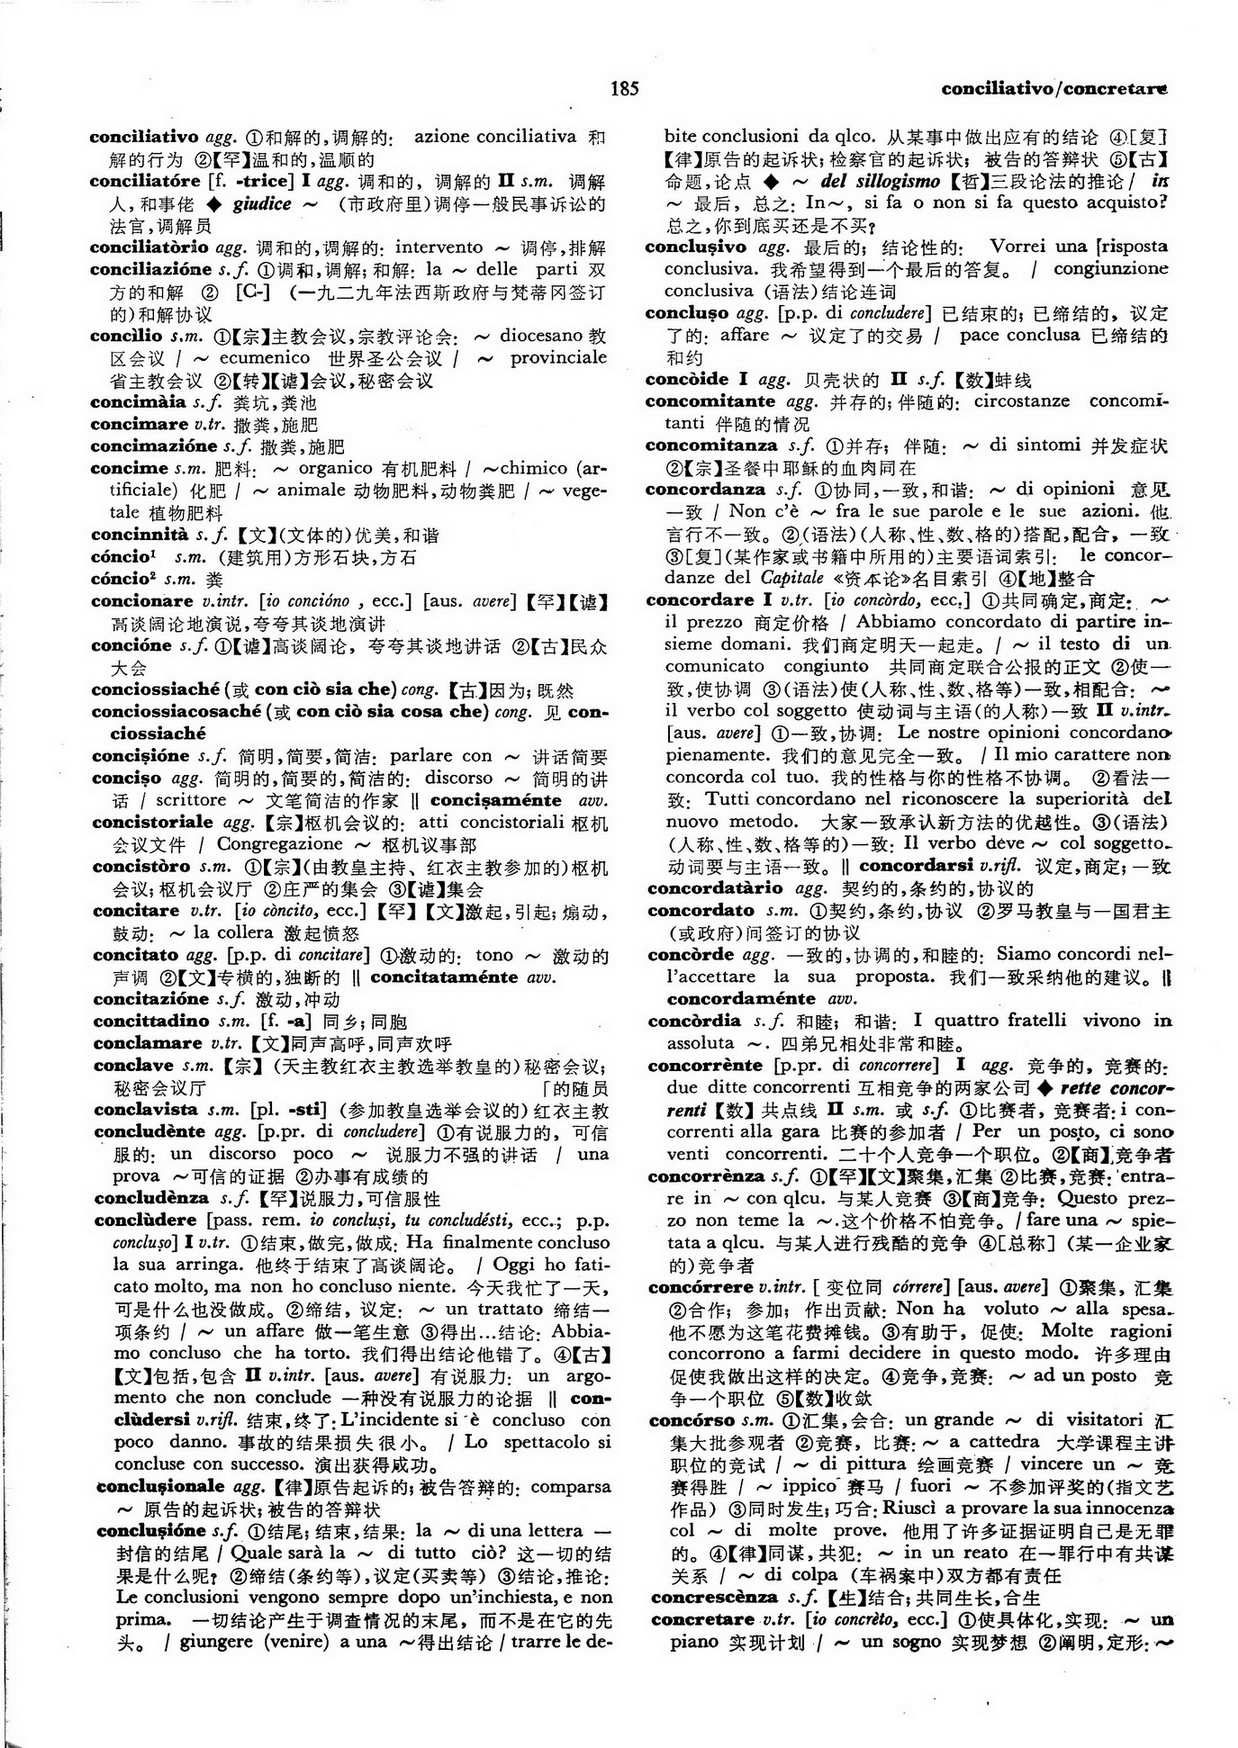 185
conciliativo/concretare
conciliativo agg. ①和解的,调解的: azione conciliativa 和
解的行为 ②【罕】温和的,温顺的
conciliatóre [f. -trice] I agg. 调和的, 调解的 II s.m. 调解
人,和事佬 ◆ giudice ~ (市政府里)调停一般民事诉讼的
法官,调解员
conciliatòrio agg. 调和的,调解的: intervento ~ 调停,排解
conciliazióne s.f. ①调和,调解; 和解: la ~ delle parti 双
方的和解 ② [C-] (一九二九年法西斯政府与梵蒂冈签订
的)和解协议
concìlio s.m. ①【宗】主教会议,宗教评论会: ~ diocesano 教
区会议 / ~ ecumenico 世界圣公会议 / ~ provinciale
省主教会议 ②【转】【谑】会议,秘密会议
concimàia s.f. 粪坑,粪池
concimare v.tr. 撒粪,施肥
concimazióne s.f. 撒粪,施肥
concime s.m. 肥料: ~ organico 有机肥料 / ~chimico (ar-
tificiale) 化肥 / ~ animale 动物肥料,动物粪肥 / ~ vege-
tale 植物肥料
concinnità s.f.【文】(文体的)优美,和谐
cóncio¹ s.m. (建筑用)方形石块,方石
cóncio² s.m. 粪
concionare v.intr. [io concióno , ecc.] [aus. avere]【罕】【谑】
高谈阔论地演说,夸夸其谈地演讲
concióne s.f. ①【谑】高谈阔论, 夸夸其谈地讲话 ②【古】民众
大会
conciossiaché (或 con ciò sia che) cong. 【古】因为; 既然
conciossiacosaché (或 con ciò sia cosa che) cong. 见 con-
ciossiaché
concisióne s.f. 简明,简要,简洁: parlare con ~ 讲话简要
conciṣo agg. 简明的,简要的,简洁的: discorso ~ 简明的讲
话 / scrittore ~ 文笔简洁的作家 ‖ conciṣaménte avv.
concistoriale agg. 【宗】枢机会议的: atti concistoriali 枢机
会议文件 / Congregazione ~ 枢机议事部
concistòro s.m. ①【宗】(由教皇主持、红衣主教参加的)枢机
会议; 枢机会议厅 ②庄严的集会 ③【谑】集会
concitare v.tr. [io còncito, ecc.]【罕】【文】激起,引起; 煽动,
鼓动: ~ la collera 激起愤怒
concitato agg. [p.p. di concitare] ①激动的: tono ~ 激动的
声调 ②【文】专横的,独断的 ‖ concitataménte avv.
concitazióne s.f. 激动,冲动
concittadino s.m. [f. -a] 同乡; 同胞
conclamare v.tr.【文】同声高呼,同声欢呼
conclave s.m. 【宗】 (天主教红衣主教选举教皇的)秘密会议;
秘密会议厅 「的随员
conclavista s.m. [pl. -sti] (参加教皇选举会议的) 红衣主教
concludènte agg. [p.pr. di concludere] ①有说服力的, 可信
服的: un discorso poco ~ 说服力不强的讲话 / una
prova ~可信的证据 ②办事有成绩的
concludènza s.f. 【罕】说服力,可信服性
conclùdere [pass. rem. io concluṣi, tu concludésti, ecc.; p.p.
concluṣo] I v.tr. ①结束,做完,做成: Ha finalmente concluso
la sua arringa. 他终于结束了高谈阔论。 / Oggi ho fati-
cato molto, ma non ho concluso niente. 今天我忙了一天,
可是什么也没做成。②缔结, 议定: ~ un trattato 缔结一
项条约 / ~ un affare 做一笔生意 ③得出…结论: Abbia-
mo concluso che ha torto. 我们得出结论他错了。④【古】
【文】包括,包含 II v.intr. [aus. avere] 有说服力: un argo-
mento che non conclude 一种没有说服力的论据 ‖ con-
clùdersi v.rifl. 结束,终了: L'incidente si è concluso con
poco danno. 事故的结果损失很小。 / Lo spettacolo si
concluse con successo. 演出获得成功。
concluṣionale agg. 【律】原告起诉的; 被告答辩的: comparsa
~ 原告的起诉状; 被告的答辩状
concluṣióne s.f. ①结尾; 结束,结果: la ~ di una lettera 一
封信的结尾 / Quale sarà la ~ di tutto ciò? 这一切的结
果是什么呢? ②缔结(条约等),议定(买卖等) ③结论,推论:
Le conclusioni vengono sempre dopo un'inchiesta, e non
prima. 一切结论产生于调查情况的末尾, 而不是在它的先
头。 / giungere (venire) a una ~得出结论 / trarre le de-
bite conclusioni da qlco. 从某事中做出应有的结论 ④[复]
【律】原告的起诉状; 检察官的起诉状; 被告的答辩状 ⑤【古】
命题,论点 ◆ ~ del sillogismo 【哲】三段论法的推论/ in
~ 最后, 总之: In~, si fa o non si fa questo acquisto?
总之,你到底买还是不买?
concluṣivo agg. 最后的; 结论性的: Vorrei una [risposta
conclusiva. 我希望得到一个最后的答复。 / congiunzione
conclusiva (语法)结论连词
concluṣo agg. [p.p. di concludere] 已结束的; 已缔结的, 议定
了的: affare ~ 议定了的交易 / pace conclusa 已缔结的
和约
concòide I agg. 贝壳状的 II s.f. 【数】蚌线
concomitante agg. 并存的; 伴随的: circostanze concomi-
tanti 伴随的情况
concomitanza s.f. ①并存; 伴随: ~ di sintomi 并发症状
②【宗】圣餐中耶稣的血肉同在
concordanza s.f. ①协同,一致,和谐: ~ di opinioni 意见
一致 / Non c'è ~ fra le sue parole e le sue azioni. 他
言行不一致。②(语法)(人称、性、数、格的)搭配,配合, 一致
③[复](某作家或书籍中所用的)主要语词索引: le concor-
danze del Capitale 《资本论》名目索引 ④【地】整合
concordare I v.tr. [io concòrdo, ecc.] ①共同确定,商定: ~
il prezzo 商定价格 / Abbiamo concordato di partire in-
sieme domani. 我们商定明天一起走。/ ~ il testo di un
comunicato congiunto 共同商定联合公报的正文 ②使一
致,使协调 ③(语法)使(人称、性、数、格等)一致,相配合: ~
il verbo col soggetto 使动词与主语(的人称)一致 II v.intr.
[aus. avere] ①一致,协调: Le nostre opinioni concordano
pienamente. 我们的意见完全一致。 / Il mio carattere non
concorda col tuo. 我的性格与你的性格不协调。 ②看法一
致: Tutti concordano nel riconoscere la superiorità del
nuovo metodo. 大家一致承认新方法的优越性。③(语法)
(人称、性、数、格等的)一致: Il verbo deve ~ col soggetto.
动词要与主语一致。‖ concordarsi v.rifl. 议定,商定; 一致
concordatàrio agg. 契约的,条约的,协议的
concordato s.m. ①契约,条约,协议 ②罗马教皇与一国君主
(或政府)间签订的协议
concòrde agg. 一致的,协调的,和睦的: Siamo concordi nel-
l'accettare la sua proposta. 我们一致采纳他的建议。‖
concordaménte avv.
concòrdia s.f. 和睦; 和谐: I quattro fratelli vivono in
assoluta ~. 四弟兄相处非常和睦。
concorrènte [p.pr. di concorrere] I agg. 竞争的, 竞赛的:
due ditte concorrenti 互相竞争的两家公司 ◆ rette concor-
renti【数】共点线 II s.m. 或 s.f. ①比赛者, 竞赛者: i con-
correnti alla gara 比赛的参加者 / Per un posto, ci sono
venti concorrenti. 二十个人竞争一个职位。②【商】竞争者
concorrènza s.f. ①【罕】【文】聚集,汇集 ②比赛,竞赛: entra-
re in ~ con qlcu. 与某人竞赛 ③【商】竞争: Questo prez-
zo non teme la ~. 这个价格不怕竞争。/ fare una ~ spie-
tata a qlcu. 与某人进行残酷的竞争 ④[总称] (某一企业家
的)竞争者
concórrere v.intr. [ 变位同 córrere] [aus. avere] ①聚集, 汇集
②合作; 参加; 作出贡献: Non ha voluto ~ alla spesa.
他不愿为这笔花费摊钱。③有助于, 促使: Molte ragioni
concorrono a farmi decidere in questo modo. 许多理由
促使我做出这样的决定。④竞争,竞赛: ~ ad un posto 竞
争一个职位 ⑤【数】收敛
concórso s.m. ①汇集,会合: un grande ~ di visitatori 汇
集大批参观者 ②竞赛, 比赛: ~ a cattedra 大学课程主讲
职位的竞试 / ~ di pittura 绘画竞赛 / vincere un ~ 竞
赛得胜 / ~ ippico 赛马 / fuori ~ 不参加评奖的(指文艺
作品) ③同时发生; 巧合: Riuscì a provare la sua innocenza
col ~ di molte prove. 他用了许多证据证明自己是无罪
的。④【律】同谋,共犯: ~ in un reato 在一罪行中有共谋
关系 / ~ di colpa (车祸案中)双方都有责任
concrescènza s.f. 【生】结合; 共同生长,合生
concretare v.tr. [io concrèto, ecc.] ①使具体化,实现: ~ un
piano 实现计划 / ~ un sogno 实现梦想 ②阐明,定形: ~